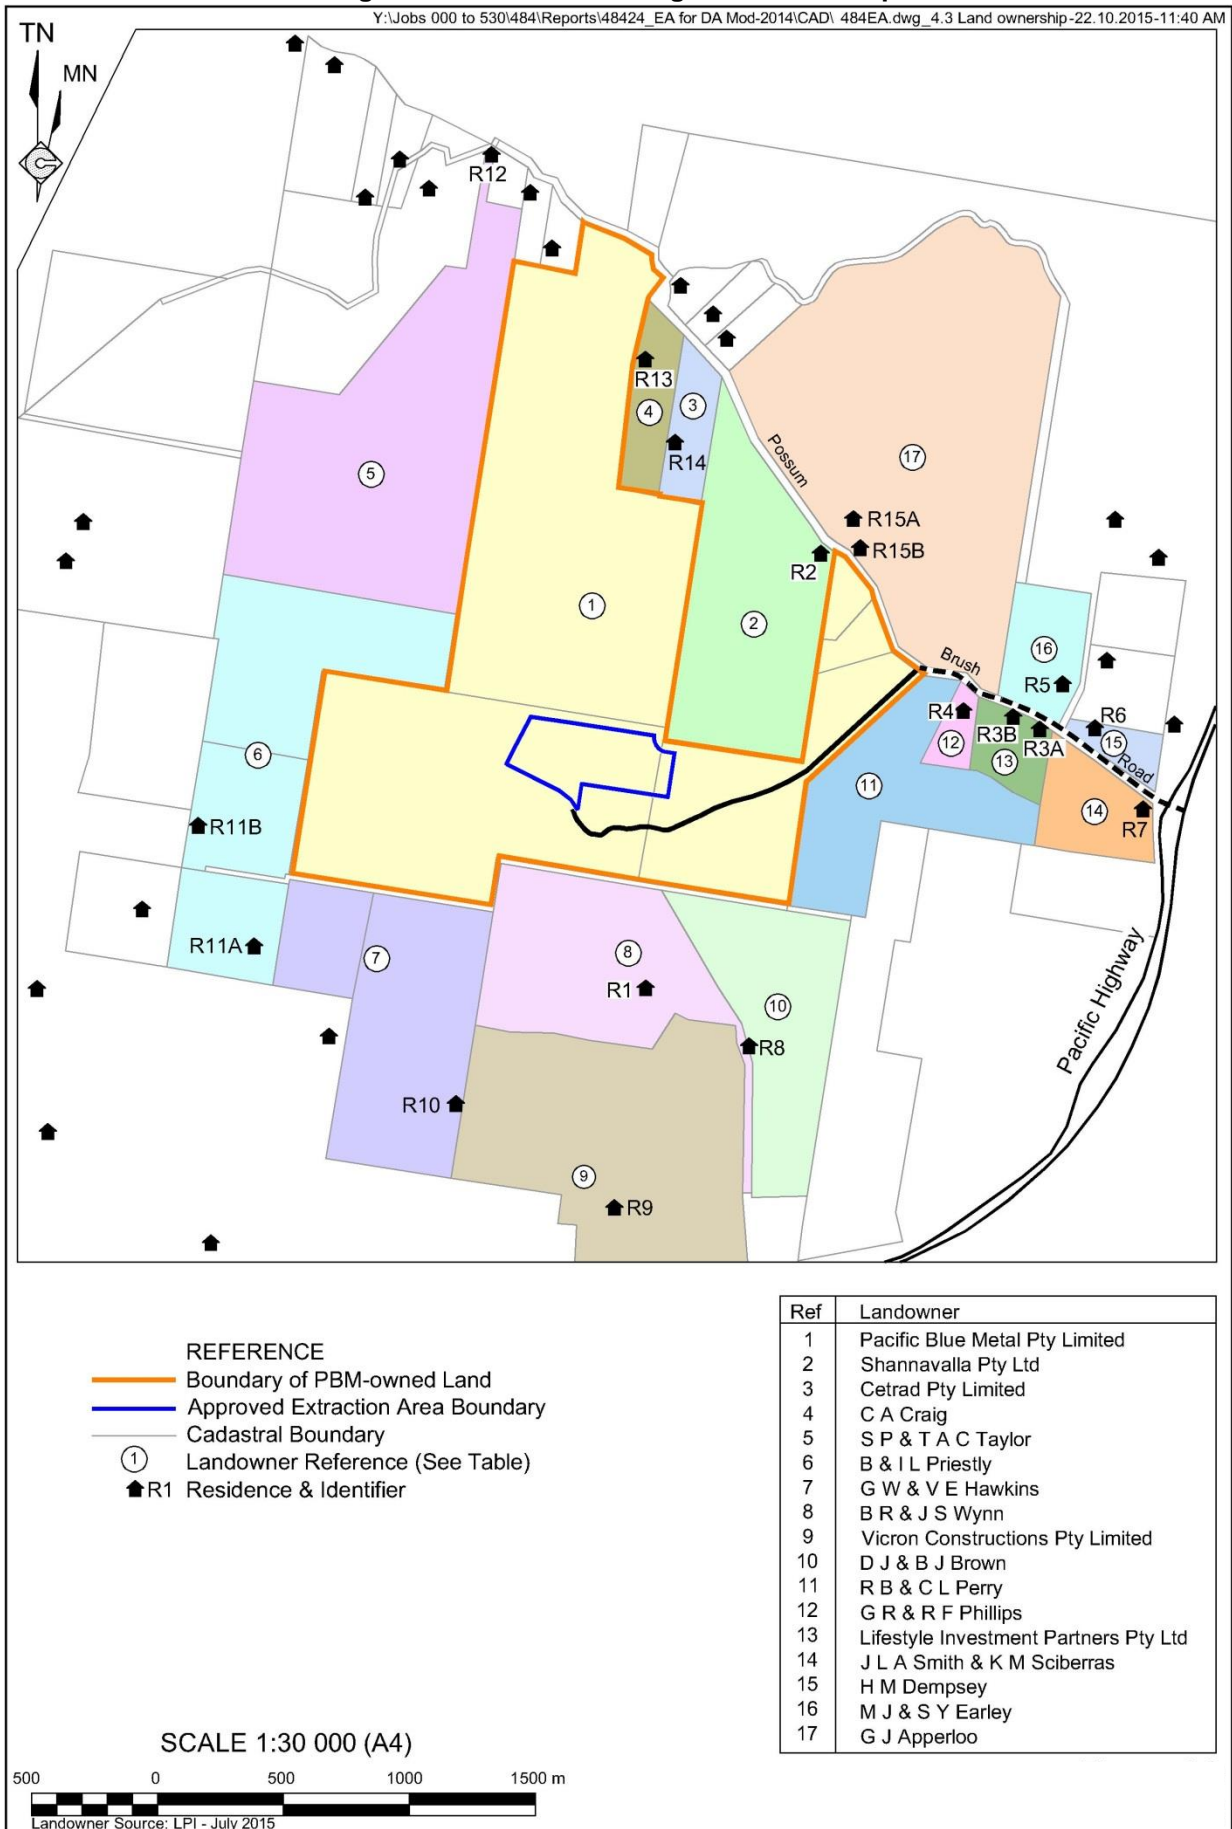 Y:\Jobs 000 to 530\484\Reports\48424_EA for DA Mod-2014\CAD\ 484EA.dwg_4.3 Land ownership-22.10.2015-11:40 AM
TN
MN
R12
R13
4
3
R14
5
Possum
17
R15A
R15B
R2
1
2
Brush
16
R5
R4
R3B
R3A
R6
12
13
15
Road
6
11
14
R7
R11B
R11A
7
8
R1
10
R8
Pacific Highway
R10
9
R9
REFERENCE
Boundary of PBM-owned Land
Approved Extraction Area Boundary
Cadastral Boundary
1 Landowner Reference (See Table)
R1 Residence & Identifier
Ref Landowner
1 Pacific Blue Metal Pty Limited
2 Shannavalla Pty Ltd
3 Cetrad Pty Limited
4 C A Craig
5 S P & T A C Taylor
6 B & I L Priestly
7 G W & V E Hawkins
8 B R & J S Wynn
9 Vicron Constructions Pty Limited
10 D J & B J Brown
11 R B & C L Perry
12 G R & R F Phillips
13 Lifestyle Investment Partners Pty Ltd
14 J L A Smith & K M Sciberras
15 H M Dempsey
16 M J & S Y Earley
17 G J Apperloo
SCALE 1:30 000 (A4)
500 0 500 1000 1500 m
Landowner Source: LPI - July 2015